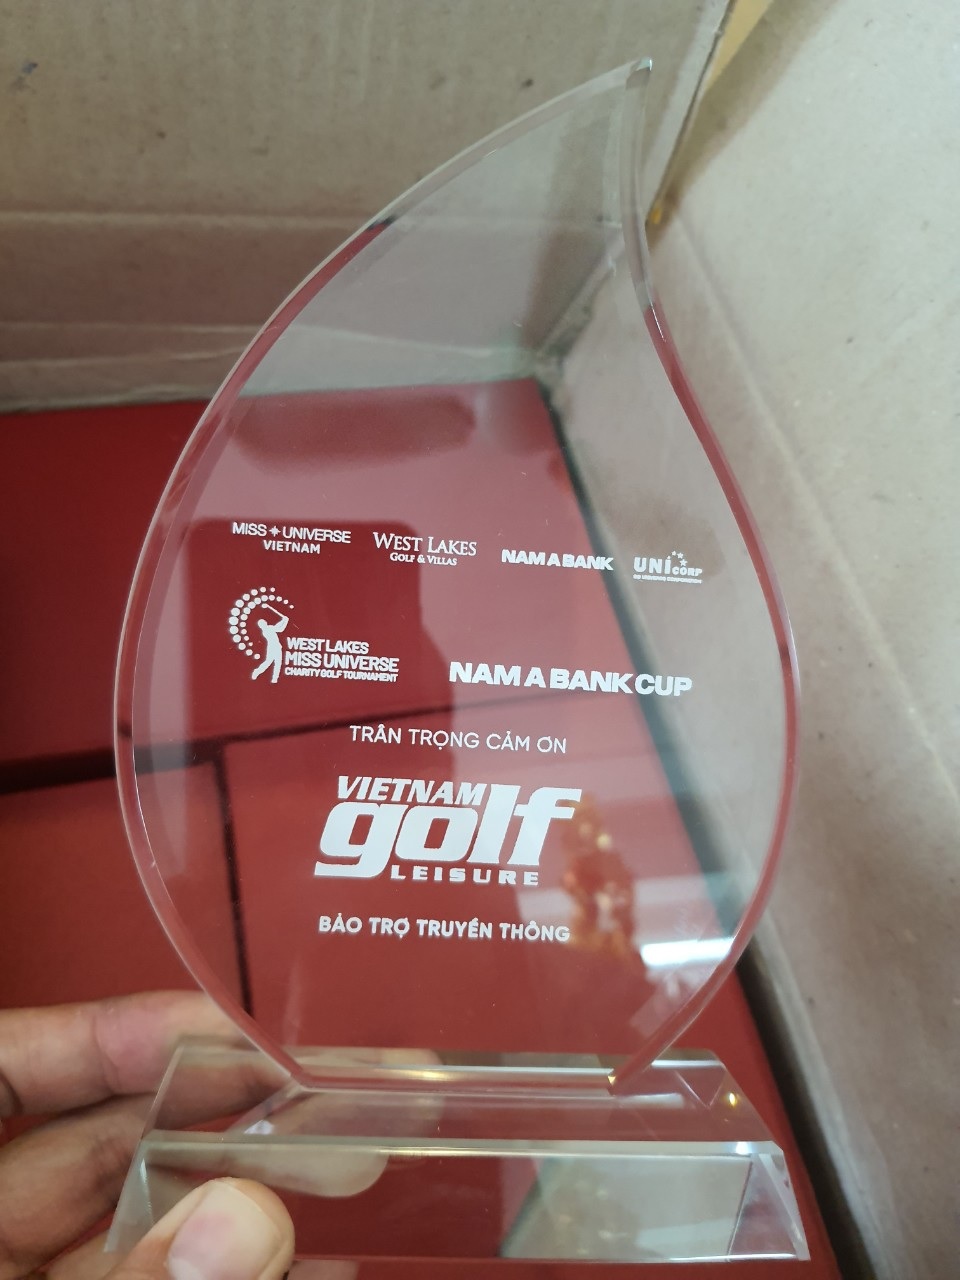 MISS UNIVERSE
VIETNAM
WEST LAKES
GOLF & VILLAS
NAM A BANK
UNI CORP
WEST LAKES
MISS UNIVERSE
CHARITY GOLF TOURNAMENT
NAM A BANK CUP
TRÂN TRỌNG CẢM ƠN
VIETNAM
golf
LEISURE
BẢO TRỢ TRUYỀN THÔNG